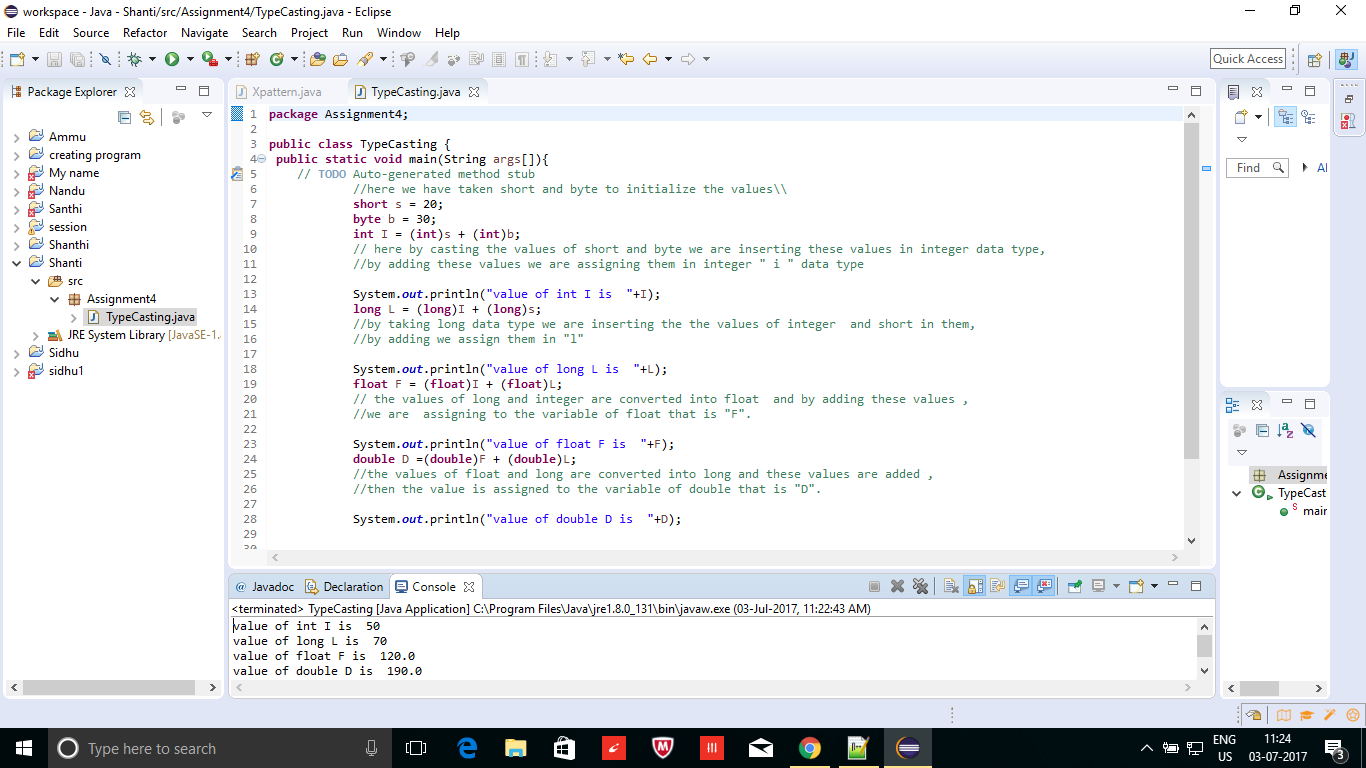 workspace - Java - Shanti/src/Assignment4/TypeCasting.java - Eclipse
File Edit Source Refactor Navigate Search Project Run Window Help
Quick Access
Package Explorer
Ammu
creating program
My name
Nandu
Santhi
session
Shanthi
Shanti
src
Assignment4
TypeCasting.java
JRE System Library [JavaSE-1.
Sidhu
sidhu1
Xpattern.java TypeCasting.java
1 package Assignment4;
2
3 public class TypeCasting {
4 public static void main(String args[]){
5 // TODO Auto-generated method stub
6 //here we have taken short and byte to initialize the values\\
7 short s = 20;
8 byte b = 30;
9 int I = (int)s + (int)b;
10 // here by casting the values of short and byte we are inserting these values in integer data type,
11 //by adding these values we are assigning them in integer " i " data type
12
13 System.out.println("value of int I is  "+I);
14 long L = (long)I + (long)s;
15 //by taking long data type we are inserting the the values of integer  and short in them,
16 //by adding we assign them in "l"
17
18 System.out.println("value of long L is  "+L);
19 float F = (float)I + (float)L;
20 // the values of long and integer are converted into float  and by adding these values ,
21 //we are  assigning to the variable of float that is "F".
22
23 System.out.println("value of float F is  "+F);
24 double D =(double)F + (double)L;
25 //the values of float and long are converted into long and these values are added ,
26 //then the value is assigned to the variable of double that is "D".
27
28 System.out.println("value of double D is  "+D);
29
30
Find Al
Assignme
TypeCast
main
@ Javadoc Declaration Console
<terminated> TypeCasting [Java Application] C:\Program Files\Java\jre1.8.0_131\bin\javaw.exe (03-Jul-2017, 11:22:43 AM)
value of int I is  50
value of long L is  70
value of float F is  120.0
value of double D is  190.0
Type here to search
ENG
US
11:24
03-07-2017
3